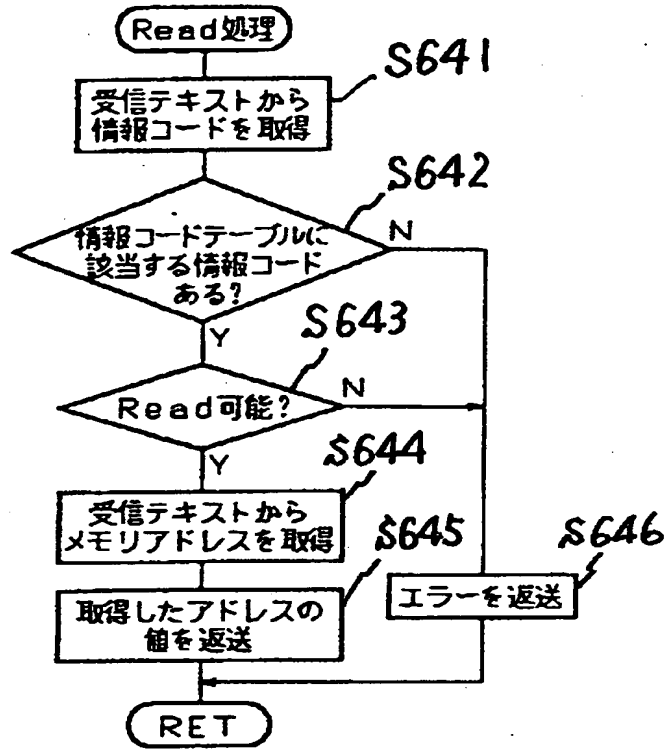 Read処理
S641
受信テキストから
情報コードを取得
S642
情報コードテーブルに
該当する情報コード
ある?
N
Y
S643
Read可能?
N
Y
S644
受信テキストから
メモリアドレスを取得
S645
取得したアドレスの
値を返送
S646
エラーを返送
RET